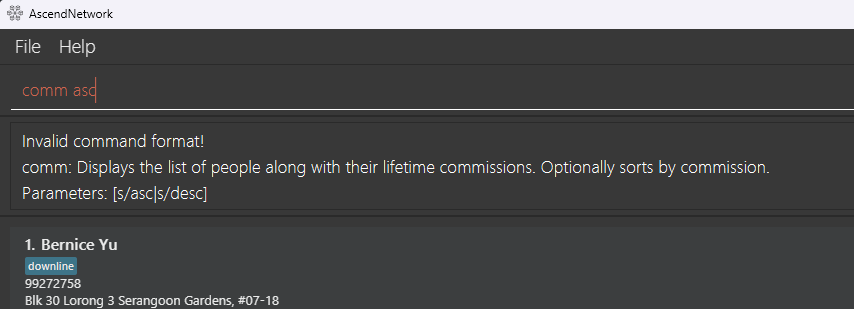 AscendNetwork
File Help
comm asc
Invalid command format!
comm: Displays the list of people along with their lifetime commissions. Optionally sorts by commission.
Parameters: [s/asc|s/desc]
1. Bernice Yu
downline
99272758
Blk 30 Lorong 3 Serangoon Gardens, #07-18